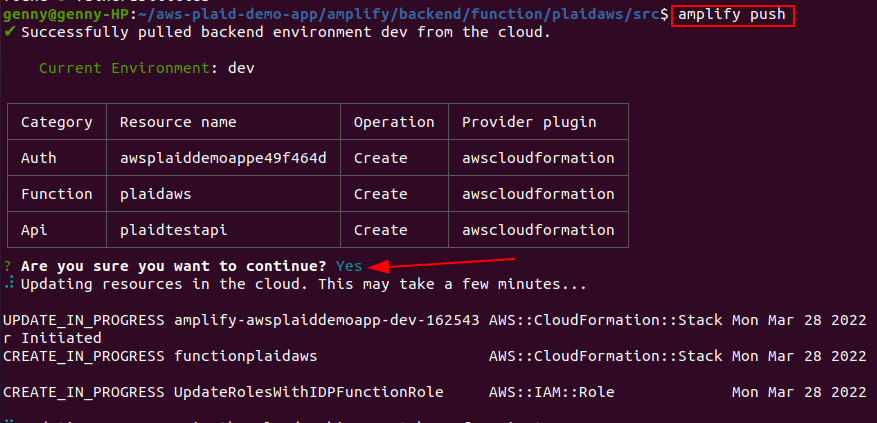 genny@genny-HP:~/aws-plaid-demo-app/amplify/backend/function/plaidaws/src$ amplify push
✔ Successfully pulled backend environment dev from the cloud.
Current Environment: dev
Category Resource name Operation Provider plugin
Auth awsplaiddemoappe49f464d Create awscloudformation
Function plaidaws Create awscloudformation
Api plaidtestapi Create awscloudformation
? Are you sure you want to continue? Yes
⠼ Updating resources in the cloud. This may take a few minutes...
UPDATE_IN_PROGRESS amplify-awsplaiddemoapp-dev-162543 AWS::CloudFormation::Stack Mon Mar 28 2022
r Initiated
CREATE_IN_PROGRESS functionplaidaws AWS::CloudFormation::Stack Mon Mar 28 2022
CREATE_IN_PROGRESS UpdateRolesWithIDPFunctionRole AWS::IAM::Role Mon Mar 28 2022